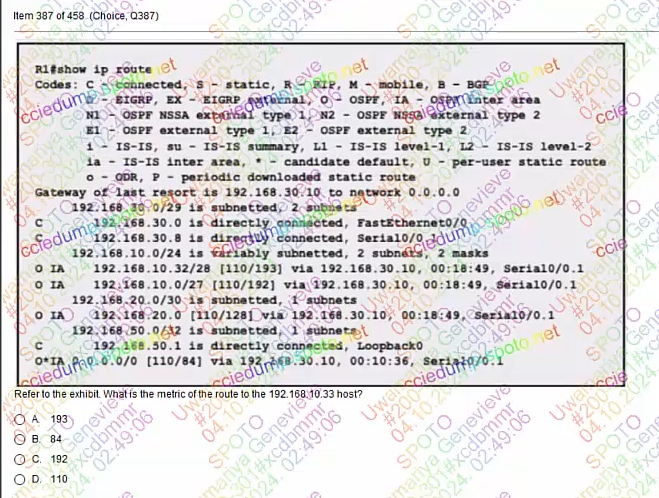 Item 387 of 458 (Choice, Q387)
R1#show ip route
Codes: C - connected, S - static, R - RIP, M - mobile, B - BGP
D - EIGRP, EX - EIGRP external, O - OSPF, IA - OSPF inter area
N1 - OSPF NSSA external type 1, N2 - OSPF NSSA external type 2
E1 - OSPF external type 1, E2 - OSPF external type 2
i - IS-IS, su - IS-IS summary, L1 - IS-IS level-1, L2 - IS-IS level-2
ia - IS-IS inter area, * - candidate default, U - per-user static route
o - ODR, P - periodic downloaded static route
Gateway of last resort is 192.168.30.10 to network 0.0.0.0
192.168.30.0/29 is subnetted, 2 subnets
C 192.168.30.0 is directly connected, FastEthernet0/0
C 192.168.30.8 is directly connected, Serial0/0.1
192.168.10.0/24 is variably subnetted, 2 subnets, 2 masks
O IA 192.168.10.32/28 [110/193] via 192.168.30.10, 00:18:49, Serial0/0.1
O IA 192.168.10.0/27 [110/192] via 192.168.30.10, 00:18:49, Serial0/0.1
192.168.20.0/30 is subnetted, 1 subnets
O IA 192.168.20.0 [110/128] via 192.168.30.10, 00:18:49, Serial0/0.1
192.168.50.0/32 is subnetted, 1 subnets
C 192.168.50.1 is directly connected, Loopback0
O*IA 0.0.0.0/0 [110/84] via 192.168.30.10, 00:10:36, Serial0/0.1
Refer to the exhibit. What is the metric of the route to the 192.168.10.33 host?
A. 193
B. 84
C. 192
D. 110